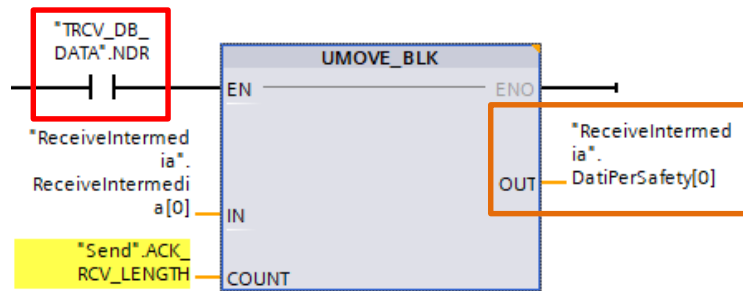 "TRCV_DB_
DATA".NDR
UMOVE_BLK
EN
ENO
"ReceiveIntermed
ia".
ReceiveIntermedi
a[0]
IN
"ReceiveIntermed
ia".
DatiPerSafety[0]
OUT
"Send".ACK_
RCV_LENGTH
COUNT